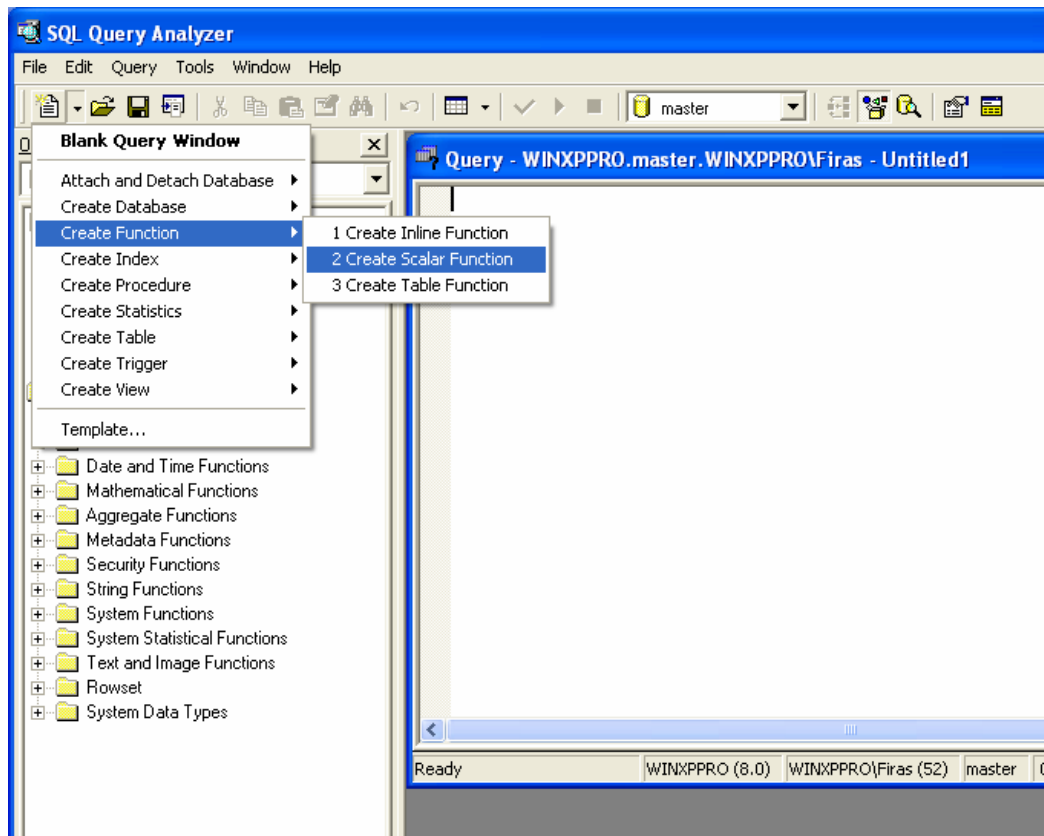 SQL Query Analyzer
File Edit Query Tools Window Help
master
Blank Query Window
Attach and Detach Database
Create Database
Create Function
Create Index
Create Procedure
Create Statistics
Create Table
Create Trigger
Create View
Template...
1 Create Inline Function
2 Create Scalar Function
3 Create Table Function
Query - WINXPPRO.master.WINXPPRO\Firas - Untitled1
Date and Time Functions
Mathematical Functions
Aggregate Functions
Metadata Functions
Security Functions
String Functions
System Functions
System Statistical Functions
Text and Image Functions
Rowset
System Data Types
Ready WINXPPRO (8.0) WINXPPRO\Firas (52) master